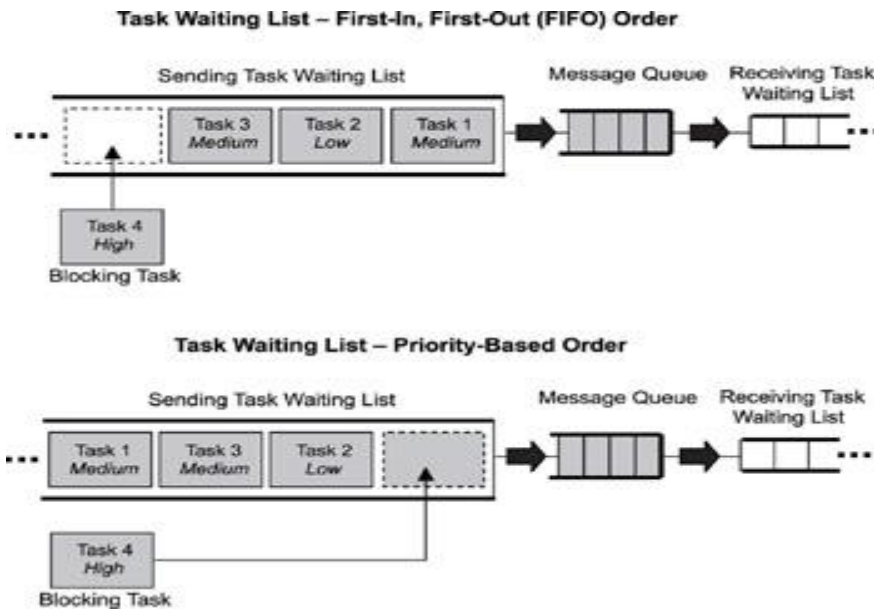 Task Waiting List – First-In, First-Out (FIFO) Order
Sending Task Waiting List
Message Queue
Receiving Task
Waiting List
Task 3
Medium
Task 2
Low
Task 1
Medium
Task 4
High
Blocking Task
Task Waiting List – Priority-Based Order
Sending Task Waiting List
Message Queue
Receiving Task
Waiting List
Task 1
Medium
Task 3
Medium
Task 2
Low
Task 4
High
Blocking Task